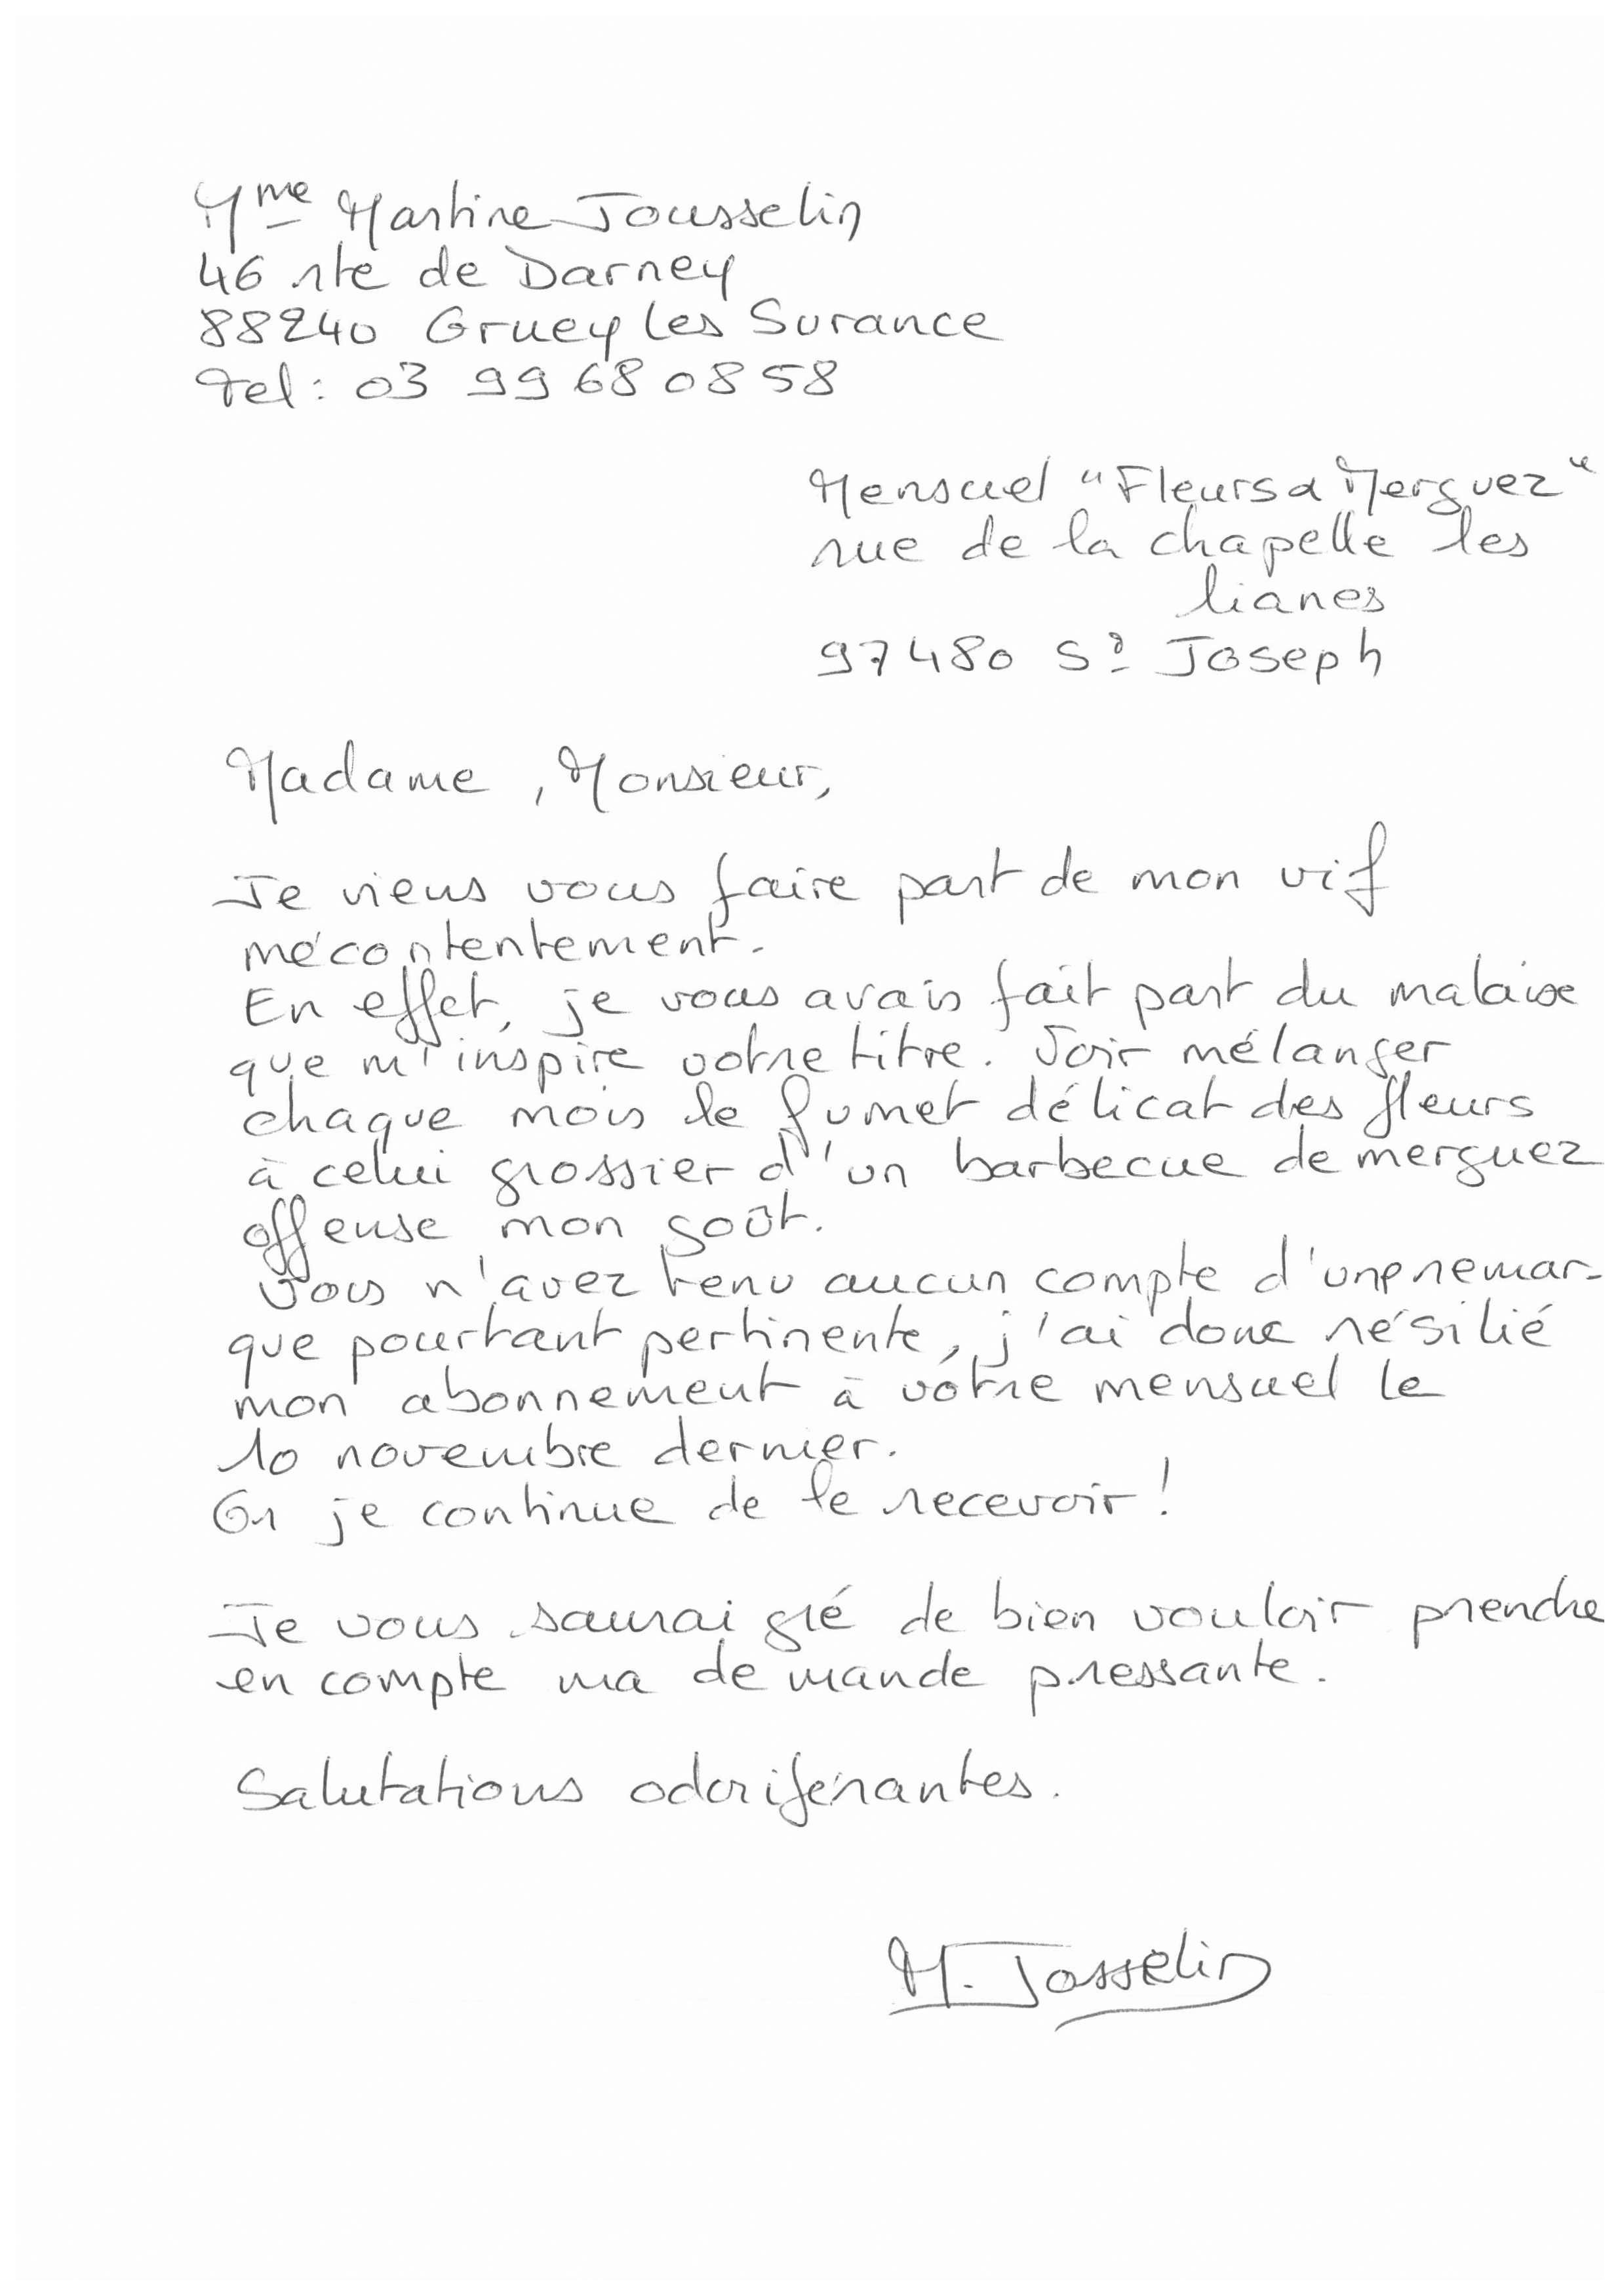 Mme Martine Jousselin
46 rte de Darney
88240 Gruey les Surance
Tel : 03 99 68 08 58
Mensuel "Fleurs & Merguez"
rue de la chapelle les
lianes
97480 St Joseph
Madame, Monsieur,
Je viens vous faire part de mon vif
mécontentement.
En effet, je vous avais fait part du malaise
que m'inspire votre titre. Voir mélanger
chaque mois le fumet délicat des fleurs
à celui grossier d'un barbecue de merguez
offense mon goût.
Vous n'avez tenu aucun compte d'une remar-
que pourtant pertinente, j'ai donc résilié
mon abonnement à votre mensuel le
10 novembre dernier.
Or je continue de le recevoir !
Je vous saurai gré de bien vouloir prendre
en compte ma demande pressante.
Salutations odoriférantes.
M. Josselin